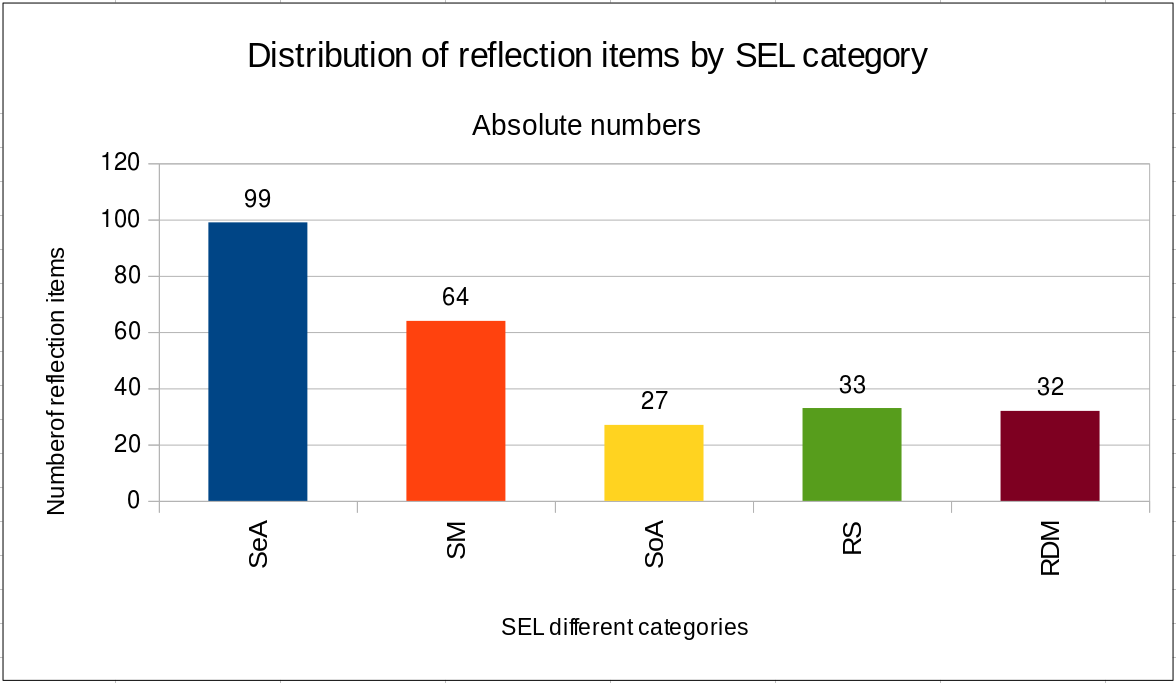 Distribution of reflection items by SEL category
Absolute numbers
120
100
80
60
40
20
0
Numberof reflection items
99
64
27
33
32
SeA
SM
SoA
RS
RDM
SEL different categories